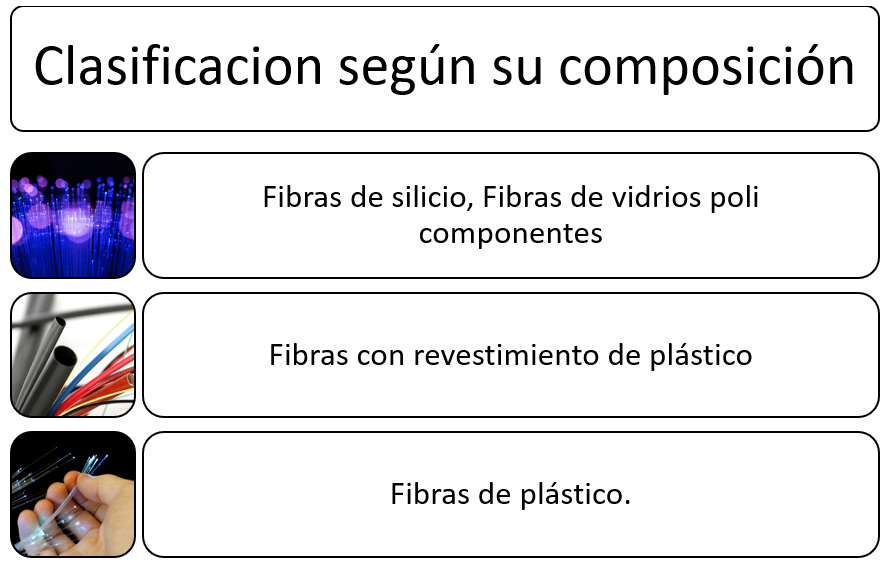 Clasificacion según su composición
Fibras de silicio, Fibras de vidrios poli
componentes
Fibras con revestimiento de plástico
Fibras de plástico.